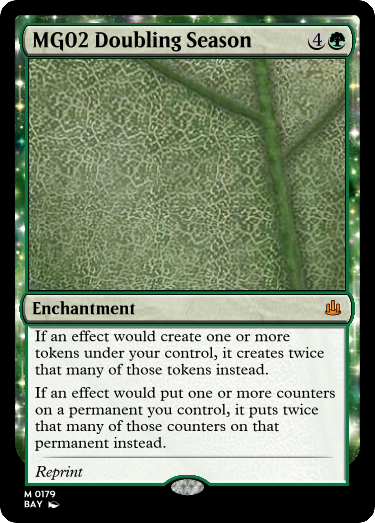 MG02 Doubling Season
4
Enchantment
If an effect would create one or more
tokens under your control, it creates twice
that many of those tokens instead.
If an effect would put one or more counters
on a permanent you control, it puts twice
that many of those counters on that
permanent instead.
Reprint
M 0179
BAY